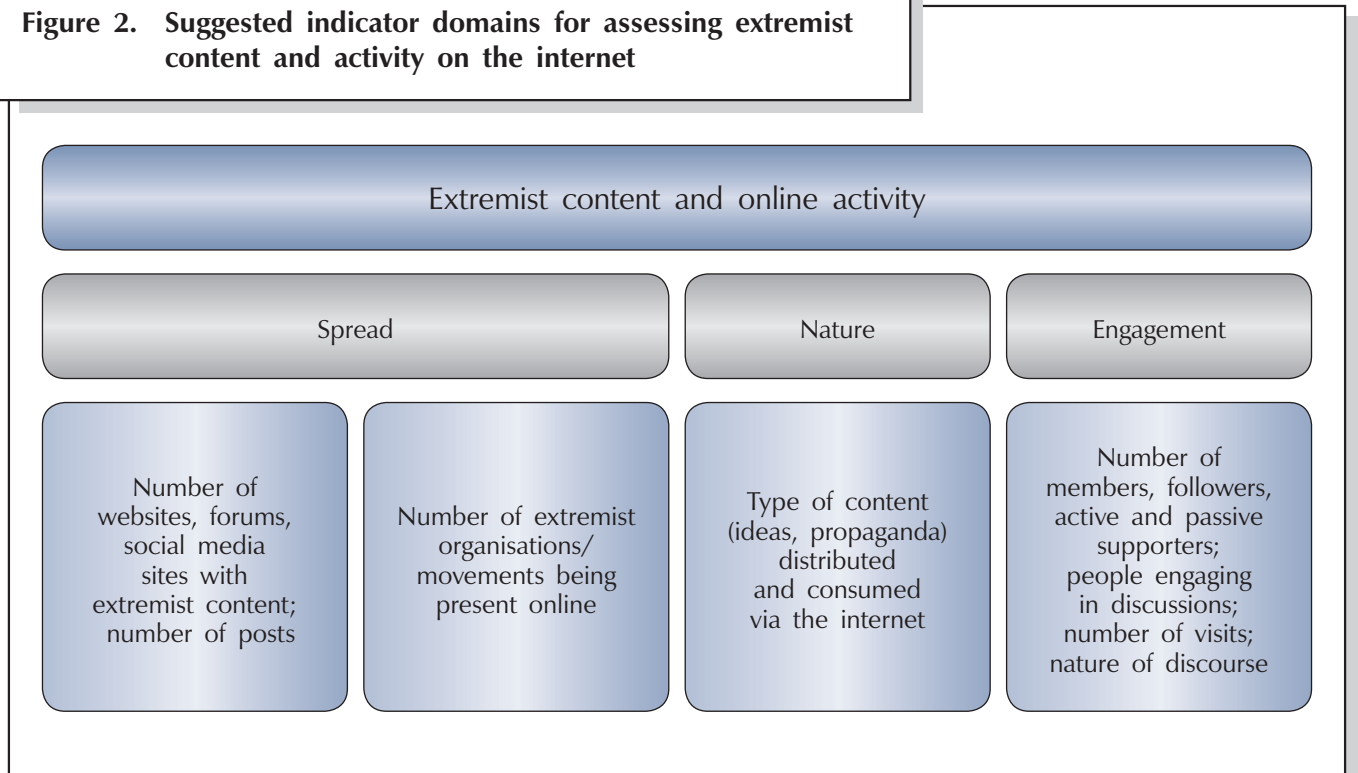 Figure 2. Suggested indicator domains for assessing extremist
content and activity on the internet
Extremist content and online activity
Spread
Nature
Engagement
Number of
websites, forums,
social media
sites with
extremist content;
number of posts
Number of extremist
organisations/
movements being
present online
Type of content
(ideas, propaganda)
distributed
and consumed
via the internet
Number of
members, followers,
active and passive
supporters;
people engaging
in discussions;
number of visits;
nature of discourse